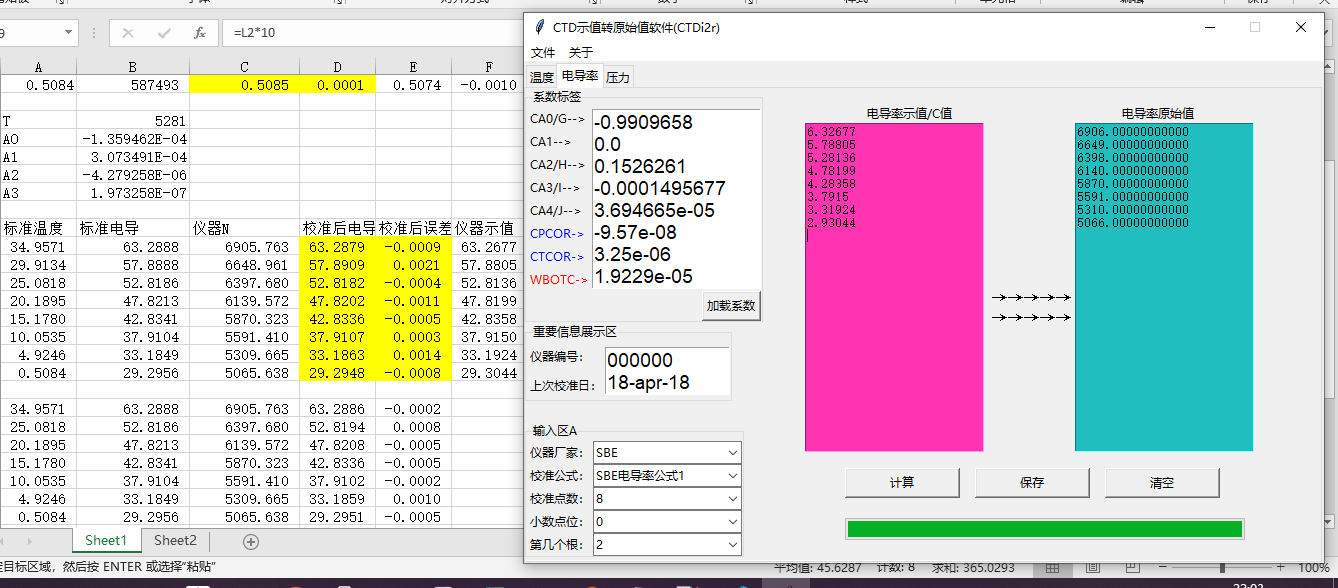 =L2*10
A B C D E F
0.5084 587493 0.5085 0.0001 0.5074 -0.0010
T 5281
A0 -1.359462E-04
A1 3.073491E-04
A2 -4.279258E-06
A3 1.973258E-07
标准温度 标准电导 仪器N 校准后电导 校准后误差 仪器示值
34.9571 63.2888 6905.763 63.2879 -0.0009 63.2677
29.9134 57.8888 6648.961 57.8909 0.0021 57.8805
25.0818 52.8186 6397.680 52.8182 -0.0004 52.8136
20.1895 47.8213 6139.572 47.8202 -0.0011 47.8199
15.1780 42.8341 5870.323 42.8336 -0.0005 42.8358
10.0535 37.9104 5591.410 37.9107 0.0003 37.9150
4.9246 33.1849 5309.665 33.1863 0.0014 33.1924
0.5084 29.2956 5065.638 29.2948 -0.0008 29.3044
34.9571 63.2888 6905.763 63.2886 -0.0002
25.0818 52.8186 6397.680 52.8194 0.0008
20.1895 47.8213 6139.572 47.8208 -0.0005
15.1780 42.8341 5870.323 42.8336 -0.0005
10.0535 37.9104 5591.410 37.9102 -0.0002
4.9246 33.1849 5309.665 33.1859 0.0010
0.5084 29.2956 5065.638 29.2951 -0.0005
Sheet1 Sheet2
目标区域，然后按 ENTER 或选择“粘贴”
平均值: 45.6287 计数: 8 求和: 365.0293
100%
CTD示值转原始值软件(CTDi2r)
文件 关于
温度 电导率 压力
系数标签
CA0/G--> -0.9909658
CA1--> 0.0
CA2/H--> 0.1526261
CA3/I--> -0.0001495677
CA4/J--> 3.694665e-05
CPCOR-> -9.57e-08
CTCOR-> 3.25e-06
WBOTC-> 1.9229e-05
加载系数
重要信息展示区
仪器编号： 000000
上次校准日： 18-apr-18
输入区A
仪器厂家： SBE
校准公式： SBE电导率公式1
校准点数： 8
小数点位： 0
第几个根： 2
电导率示值/C值
6.32677
5.78805
5.28136
4.78199
4.28358
3.7915
3.31924
2.93044
电导率原始值
6906.00000000000
6649.00000000000
6398.00000000000
6140.00000000000
5870.00000000000
5591.00000000000
5310.00000000000
5066.00000000000
计算 保存 清空